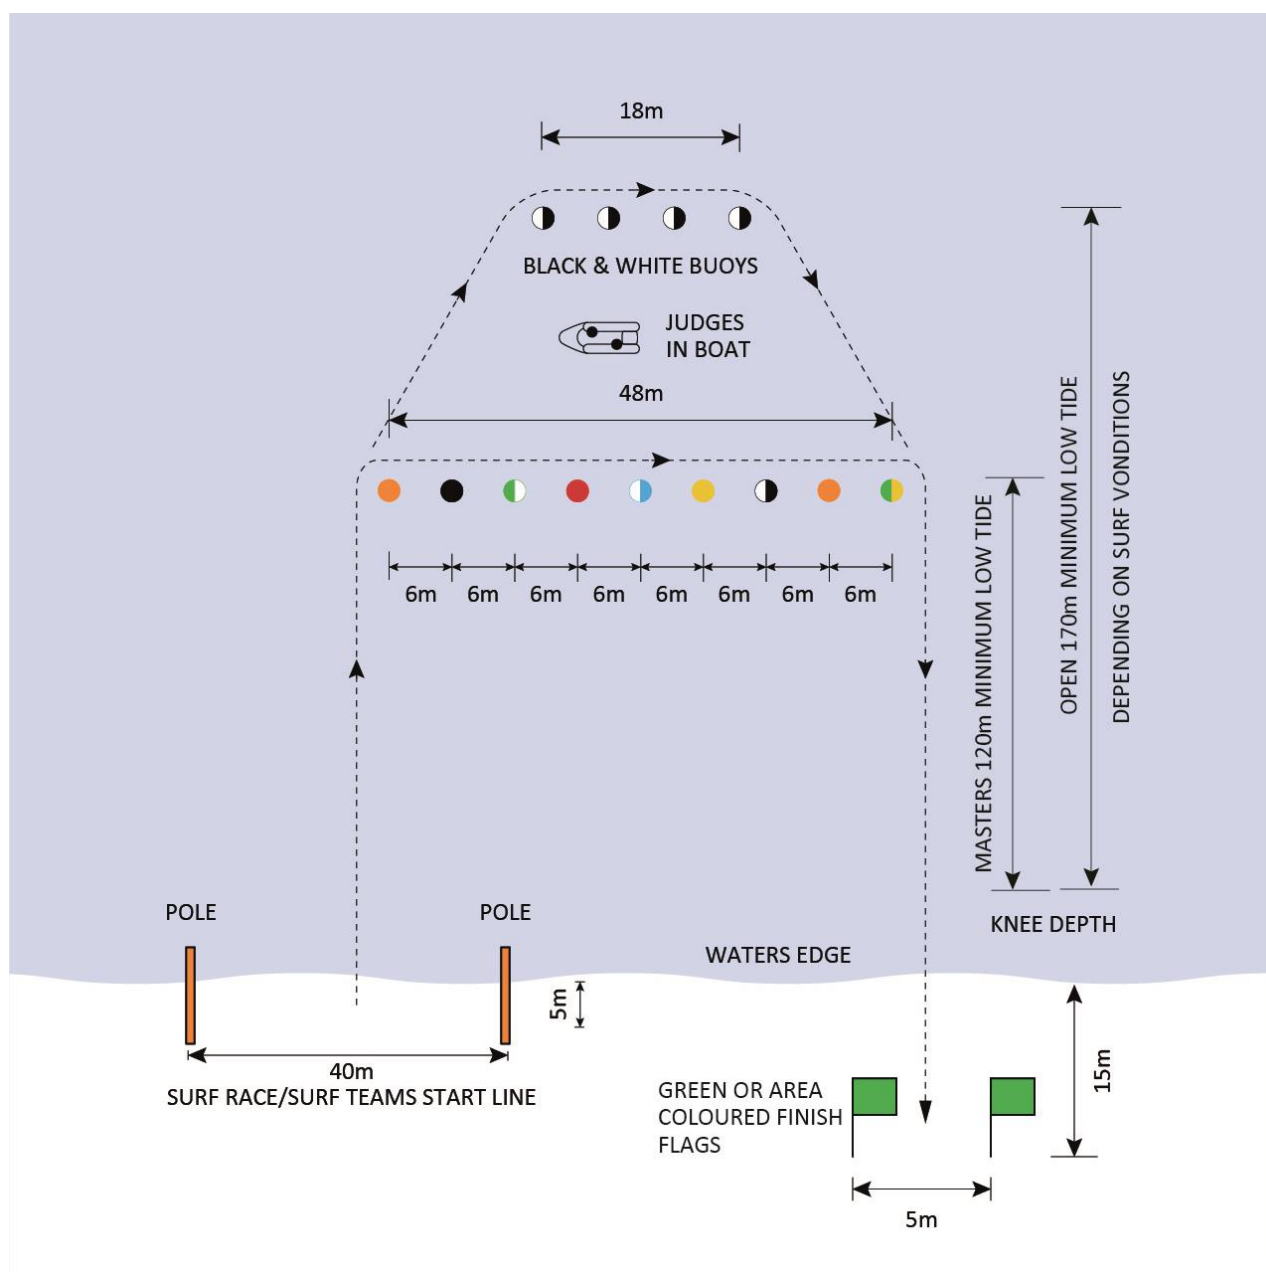 18m
BLACK & WHITE BUOYS
JUDGES
IN BOAT
48m
6m 6m 6m 6m 6m 6m 6m 6m
MASTERS 120m MINIMUM LOW TIDE
OPEN 170m MINIMUM LOW TIDE
DEPENDING ON SURF VONDITIONS
POLE
POLE
KNEE DEPTH
WATERS EDGE
5m
40m
SURF RACE/SURF TEAMS START LINE
GREEN OR AREA
COLOURED FINISH
FLAGS
15m
5m